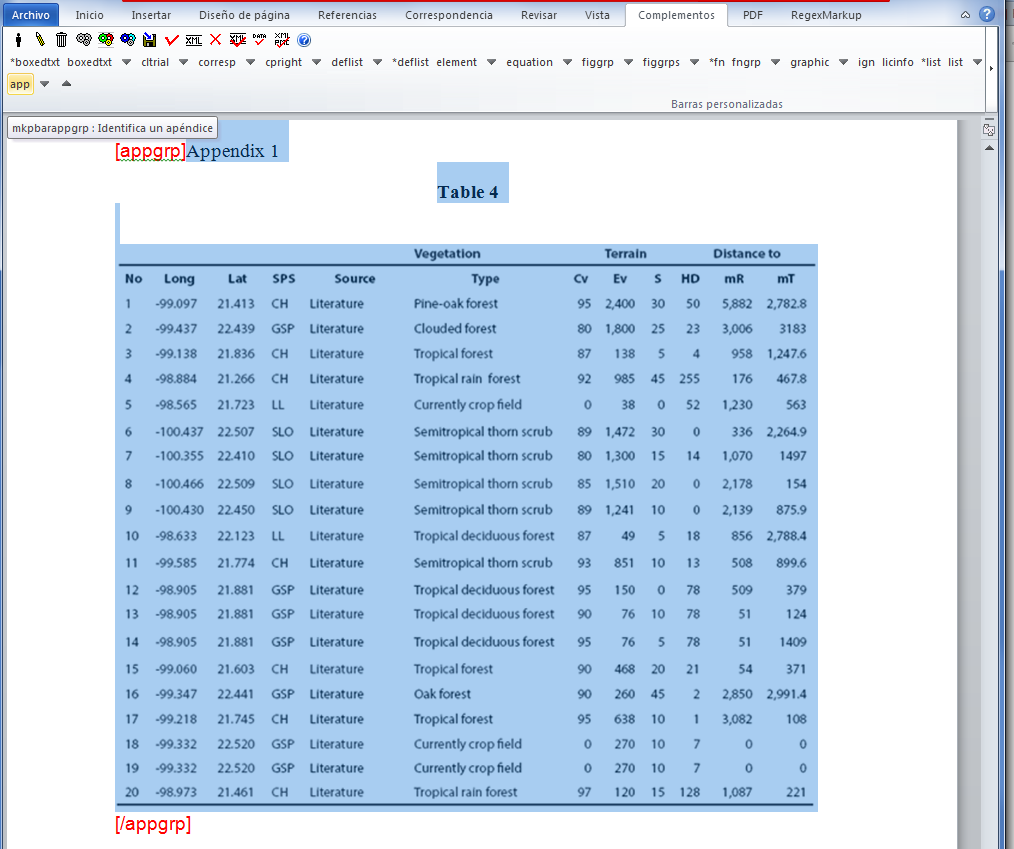 Archivo Inicio Insertar Diseño de página Referencias Correspondencia Revisar Vista Complementos PDF RegexMarkup
XML XML DATA XML
*boxedtxt boxedtxt cltrial corresp cpright deflist *deflist element equation figgrp figgrps *fn fngrp graphic ign licinfo *list list
app
Barras personalizadas
mkpbarappgrp : Identifica un apéndice
[appgrp]Appendix 1
Table 4
Vegetation Terrain Distance to
No Long Lat SPS Source Type Cv Ev S HD mR mT
1 -99.097 21.413 CH Literature Pine-oak forest 95 2,400 30 50 5,882 2,782.8
2 -99.437 22.439 GSP Literature Clouded forest 80 1,800 25 23 3,006 3183
3 -99.138 21.836 CH Literature Tropical forest 87 138 5 4 958 1,247.6
4 -98.884 21.266 CH Literature Tropical rain forest 92 985 45 255 176 467.8
5 -98.565 21.723 LL Literature Currently crop field 0 38 0 52 1,230 563
6 -100.437 22.507 SLO Literature Semitropical thorn scrub 89 1,472 30 0 336 2,264.9
7 -100.355 22.410 SLO Literature Semitropical thorn scrub 80 1,300 15 14 1,070 1497
8 -100.466 22.509 SLO Literature Semitropical thorn scrub 85 1,510 20 0 2,178 154
9 -100.430 22.450 SLO Literature Semitropical thorn scrub 89 1,241 10 0 2,139 875.9
10 -98.633 22.123 LL Literature Tropical deciduous forest 87 49 5 18 856 2,788.4
11 -99.585 21.774 CH Literature Semitropical thorn scrub 93 851 10 13 508 899.6
12 -98.905 21.881 GSP Literature Tropical deciduous forest 95 150 0 78 509 379
13 -98.905 21.881 GSP Literature Tropical deciduous forest 90 76 10 78 51 124
14 -98.905 21.881 GSP Literature Tropical deciduous forest 95 76 5 78 51 1409
15 -99.060 21.603 CH Literature Tropical forest 90 468 20 21 54 371
16 -99.347 22.441 GSP Literature Oak forest 90 260 45 2 2,850 2,991.4
17 -99.218 21.745 CH Literature Tropical forest 95 638 10 1 3,082 108
18 -99.332 22.520 GSP Literature Currently crop field 0 270 10 7 0 0
19 -99.332 22.520 GSP Literature Currently crop field 0 270 10 7 0 0
20 -98.973 21.461 CH Literature Tropical rain forest 97 120 15 128 1,087 221
[/appgrp]